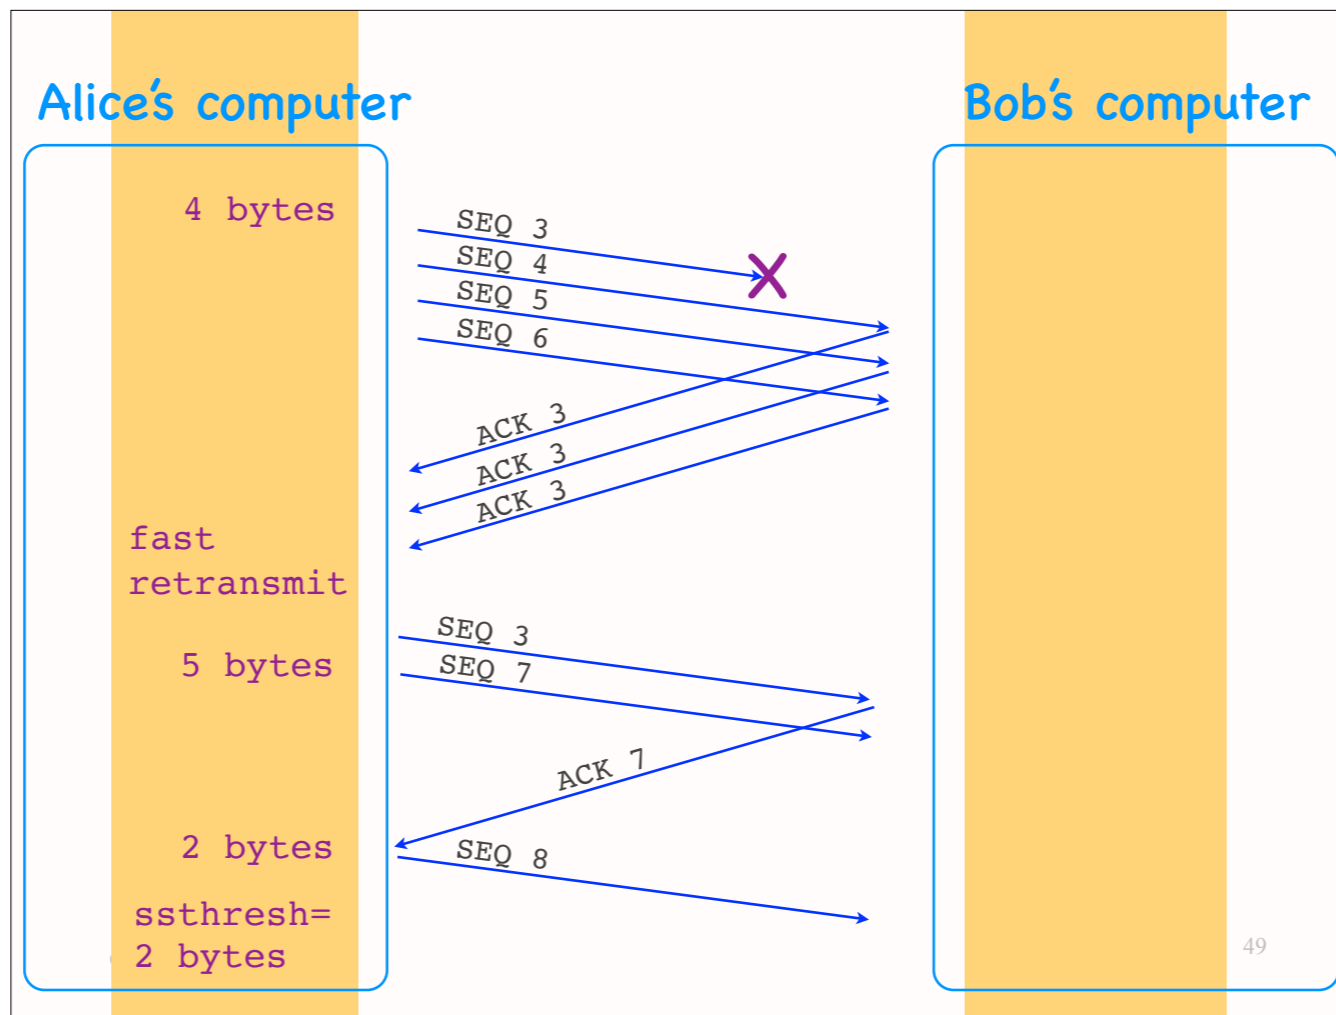 Alice's computer
Bob's computer
4 bytes
SEQ 3
SEQ 4
SEQ 5
SEQ 6
ACK 3
ACK 3
ACK 3
fast
retransmit
SEQ 3
5 bytes
SEQ 7
ACK 7
2 bytes
SEQ 8
ssthresh=
2 bytes
49